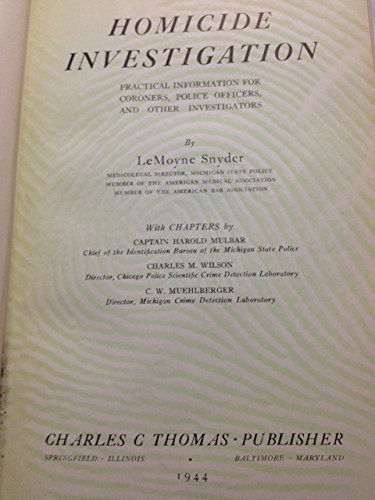 HOMICIDE
INVESTIGATION
PRACTICAL INFORMATION FOR
CORONERS, POLICE OFFICERS,
AND OTHER INVESTIGATORS
By
LeMoyne Snyder
MEDICOLEGAL DIRECTOR, MICHIGAN STATE POLICE
MEMBER OF THE AMERICAN MEDICAL ASSOCIATION
MEMBER OF THE AMERICAN BAR ASSOCIATION
With CHAPTERS by
CAPTAIN HAROLD MULBAR
Chief of the Identification Bureau of the Michigan State Police
CHARLES M. WILSON
Director, Chicago Police Scientific Crime Detection Laboratory
C. W. MUEHLBERGER
Director, Michigan Crime Detection Laboratory
CHARLES C THOMAS · PUBLISHER
SPRINGFIELD · ILLINOIS · BALTIMORE · MARYLAND
1944